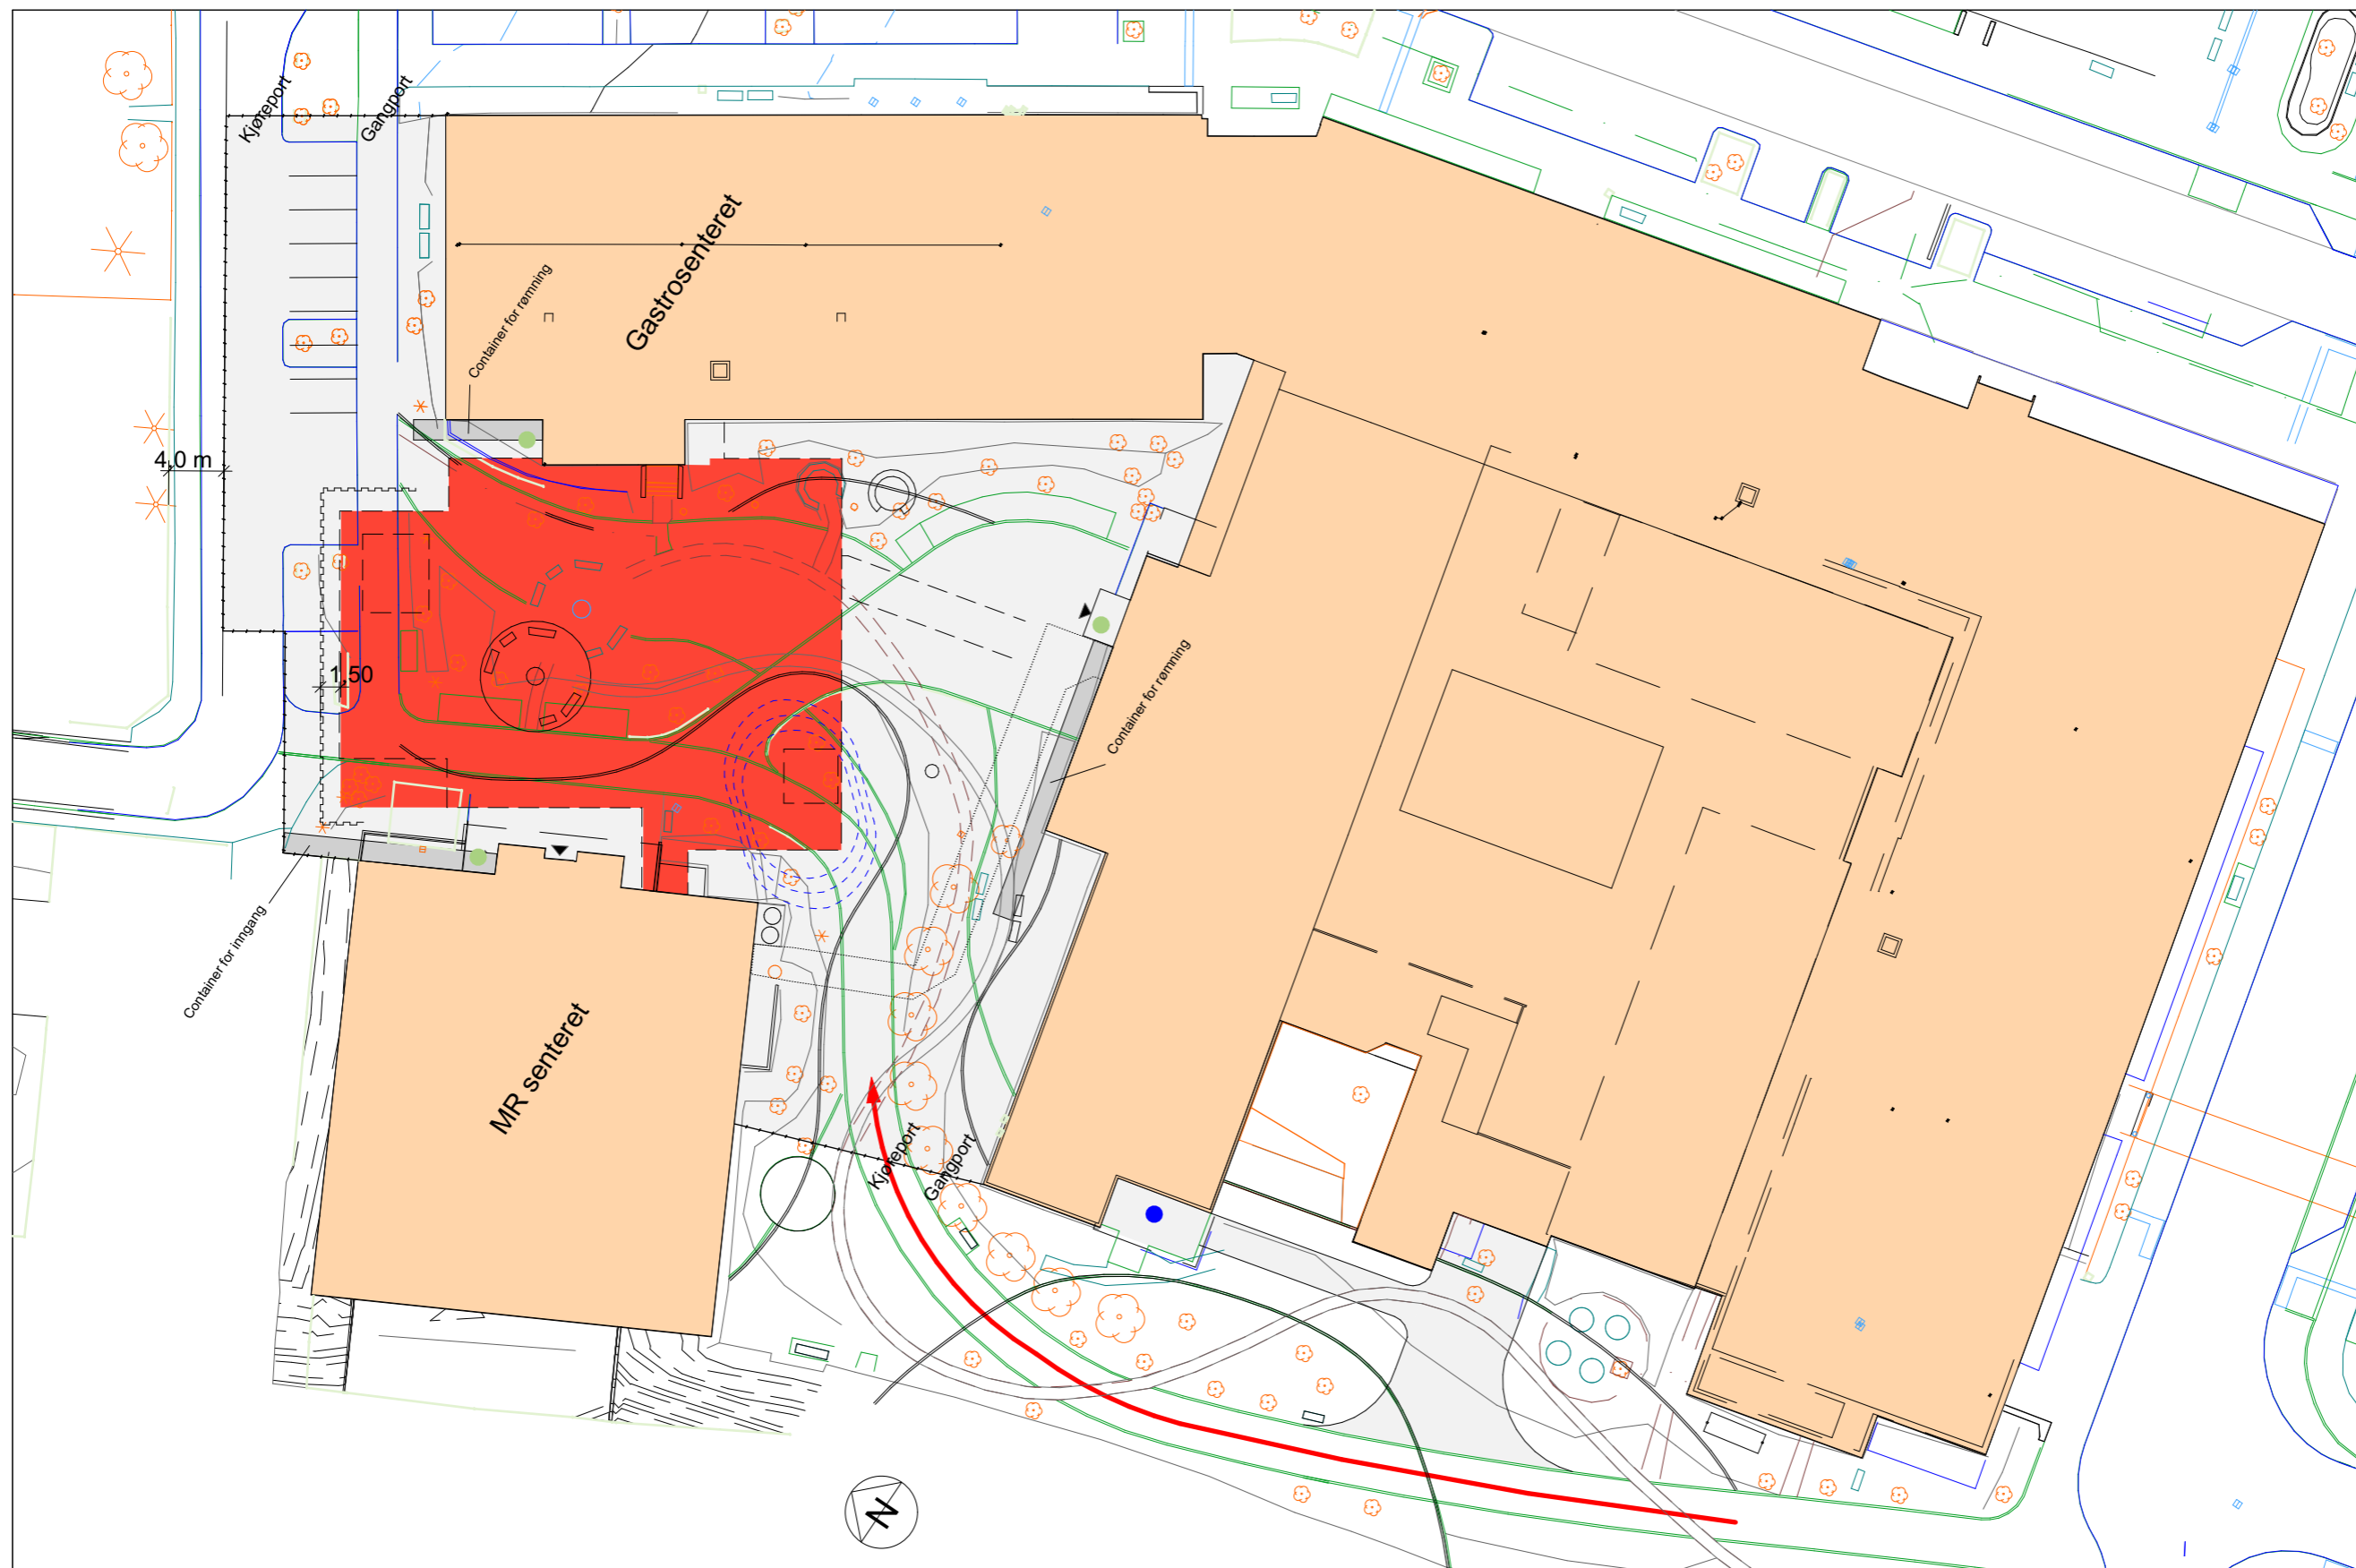 Kjøreport
Gangport
Gastrosenteret
Container for rømning
4,0 m
1,50
Container for rømning
Container for inngang
MR senteret
Kjøreport
Gangport
N